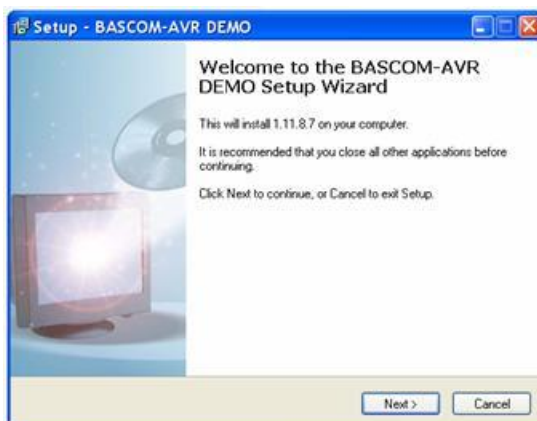 Setup - BASCOM-AVR DEMO
Welcome to the BASCOM-AVR
DEMO Setup Wizard
This will install 1.11.8.7 on your computer.
It is recommended that you close all other applications before
continuing.
Click Next to continue, or Cancel to exit Setup.
Next >
Cancel